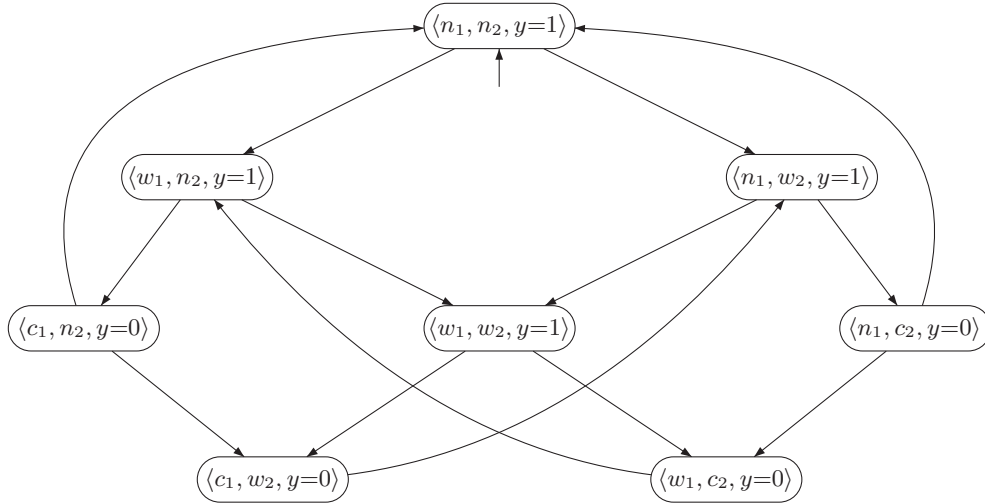 ⟨n₁, n₂, y=1⟩
⟨w₁, n₂, y=1⟩
⟨n₁, w₂, y=1⟩
⟨c₁, n₂, y=0⟩
⟨w₁, w₂, y=1⟩
⟨n₁, c₂, y=0⟩
⟨c₁, w₂, y=0⟩
⟨w₁, c₂, y=0⟩